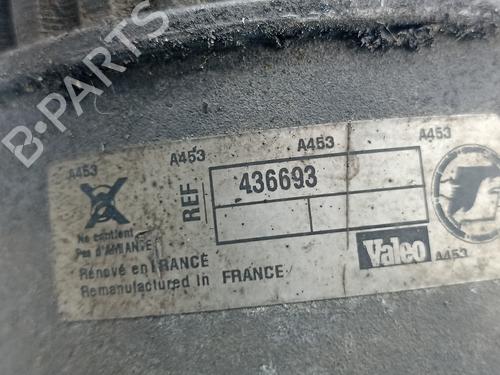 B-PARTS
A453
A453
A453
A453
REF
436693
Ne contient
Pas d'AMIANTE
Valeo
A453
Rénové en FRANCE
Remanufactured in FRANCE